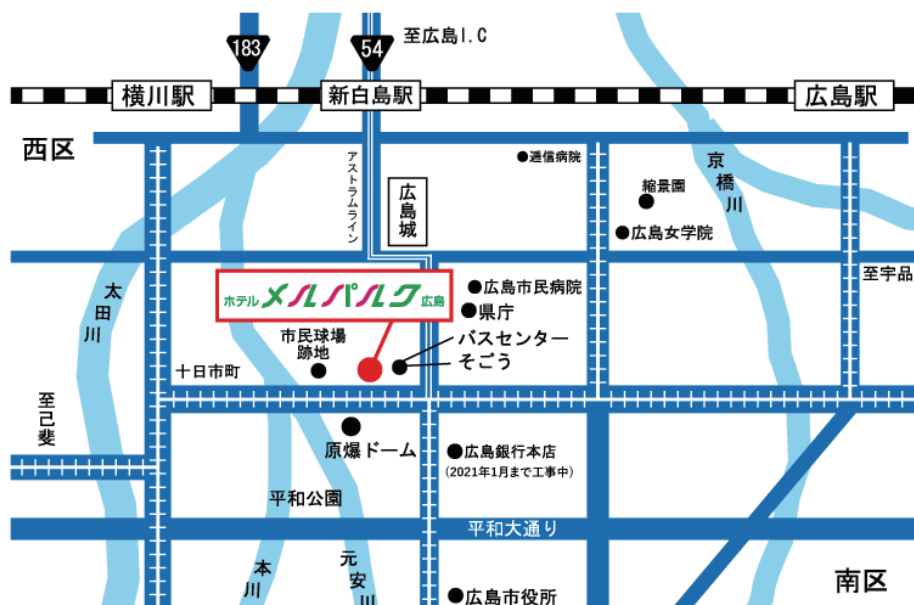 至広島I.C
183
54
横川駅
新白島駅
広島駅
西区
アストラムライン
広島城
逓信病院
縮景園
京橋川
広島女学院
至宇品
太田川
ホテルメルパルク広島
広島市民病院
県庁
バスセンター
そごう
市民球場
跡地
十日市町
至己斐
原爆ドーム
広島銀行本店
(2021年1月まで工事中)
平和公園
平和大通り
本川
元安川
南区
広島市役所